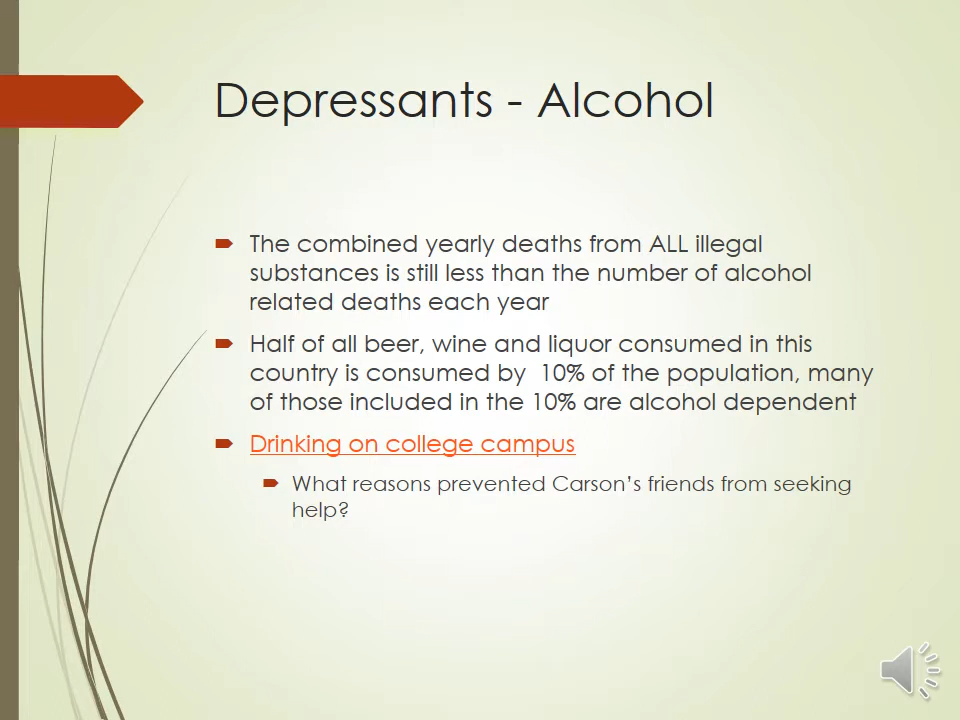 Depressants - Alcohol
The combined yearly deaths from ALL illegal
substances is still less than the number of alcohol
related deaths each year
Half of all beer, wine and liquor consumed in this
country is consumed by  10% of the population, many
of those included in the 10% are alcohol dependent
Drinking on college campus
What reasons prevented Carson’s friends from seeking
help?